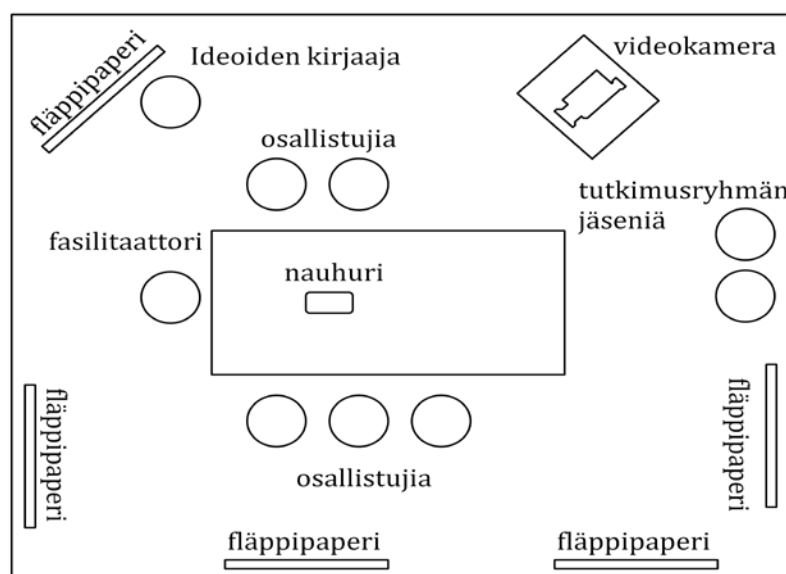 fläppipaperi
Ideoiden kirjaaja
videokamera
osallistujia
tutkimusryhmän
jäseniä
fasilitaattori
nauhuri
fläppipaperi
fläppipaperi
osallistujia
fläppipaperi
fläppipaperi